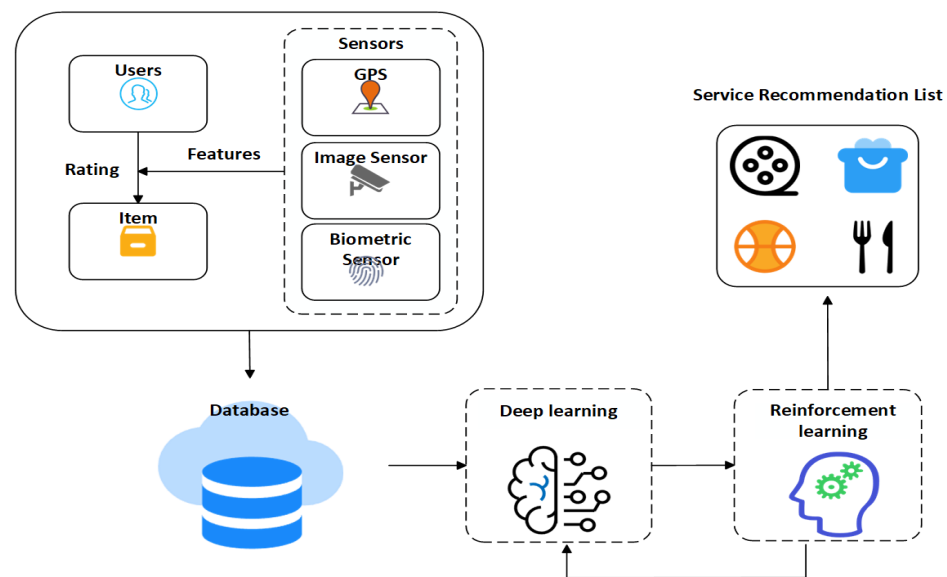 Sensors
Users
GPS
Rating
Features
Image Sensor
Item
Biometric
Sensor
Service Recommendation List
Database
Deep learning
Reinforcement
learning